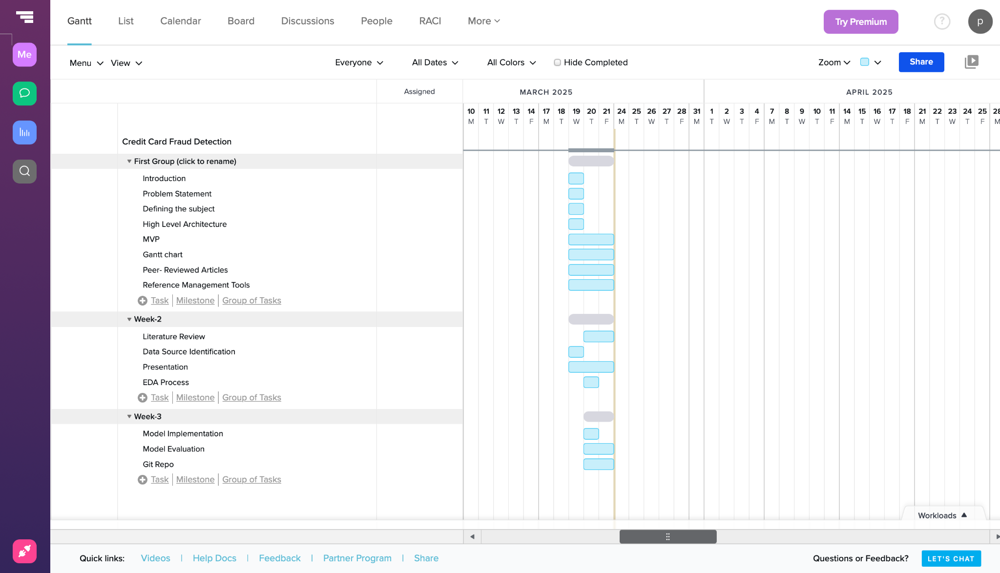 Gantt List Calendar Board Discussions People RACI More Try Premium ? p
Me
Menu View Everyone All Dates All Colors Hide Completed Zoom Share
Assigned MARCH 2025 APRIL 2025
10 11 12 13 14 17 18 19 20 21 24 25 26 27 28 31 1 2 3 4 7 8 9 10 11 14 15 16 17 18 21 22 23 24 25 28
M T W T F M T W T F M T W T F M T W T F M T W T F M T W T F M T W T F M
Credit Card Fraud Detection
First Group (click to rename)
Introduction
Problem Statement
Defining the subject
High Level Architecture
MVP
Gantt chart
Peer- Reviewed Articles
Reference Management Tools
Task | Milestone | Group of Tasks
Week-2
Literature Review
Data Source Identification
Presentation
EDA Process
Task | Milestone | Group of Tasks
Week-3
Model Implementation
Model Evaluation
Git Repo
Task | Milestone | Group of Tasks
Workloads
Quick links: Videos | Help Docs | Feedback | Partner Program | Share Questions or Feedback? LET'S CHAT